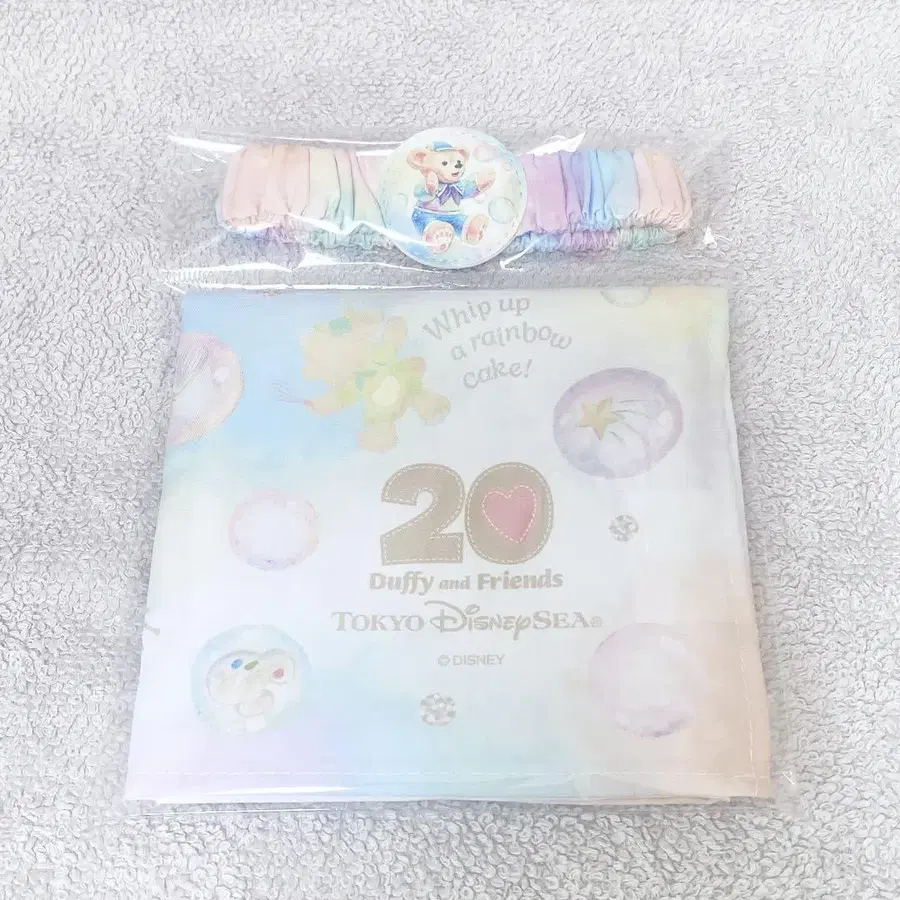 Whip up
a rainbow
cake!
20
Duffy and Friends
TOKYO DISNEYSEA®
© DISNEY